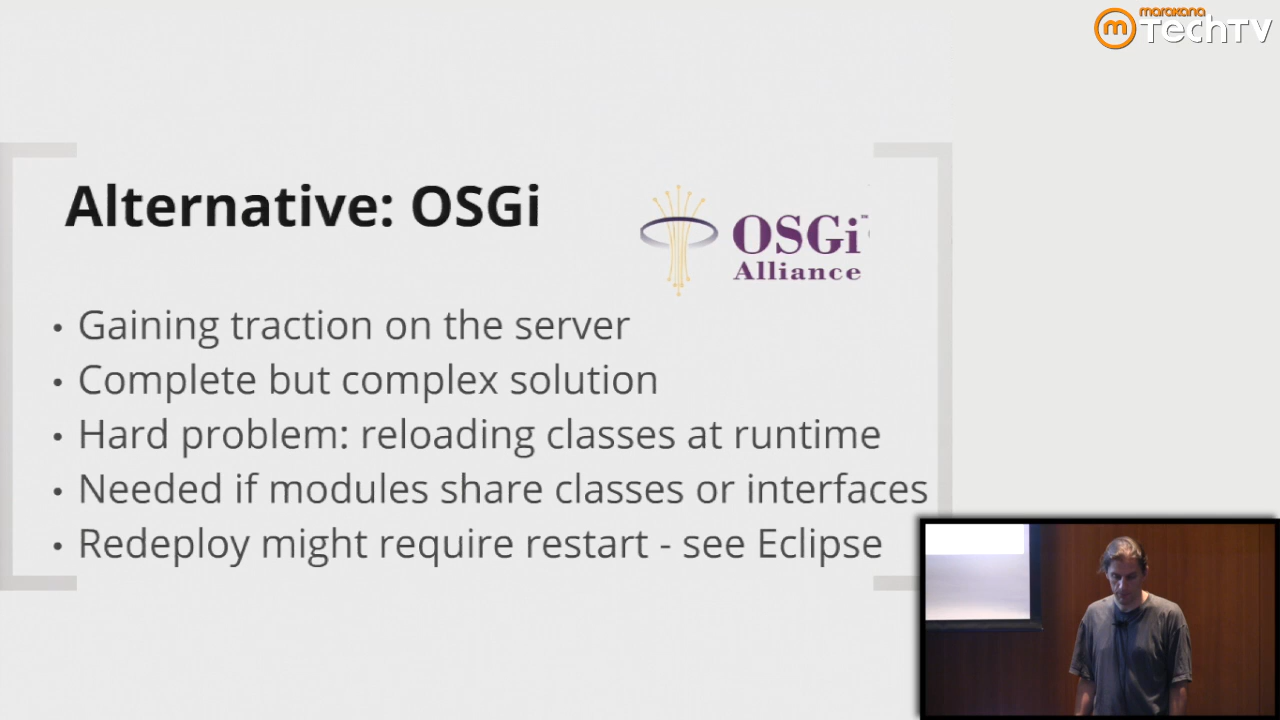 marakana
TechTV
Alternative: OSGi
OSGi™
Alliance
• Gaining traction on the server
• Complete but complex solution
• Hard problem: reloading classes at runtime
• Needed if modules share classes or interfaces
• Redeploy might require restart - see Eclipse